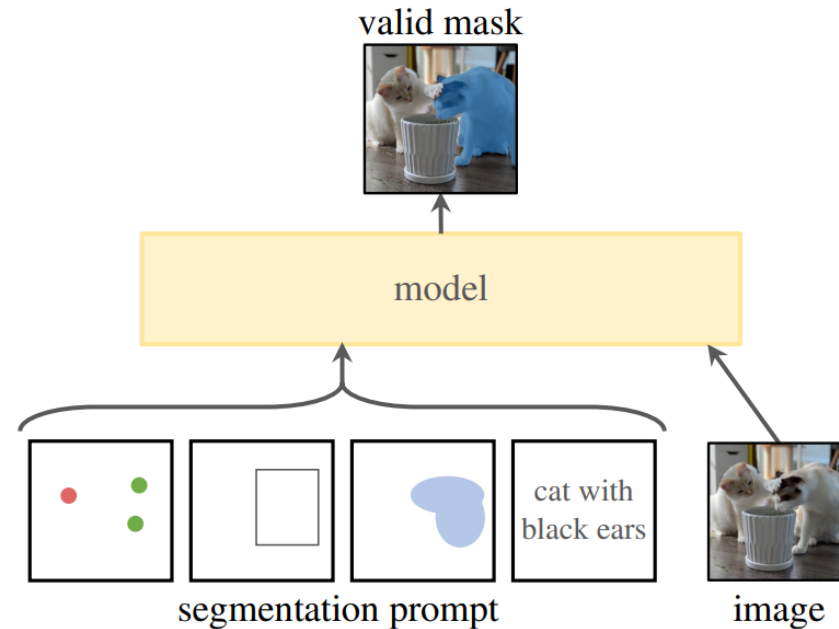 valid mask
model
cat with
black ears
segmentation prompt
image